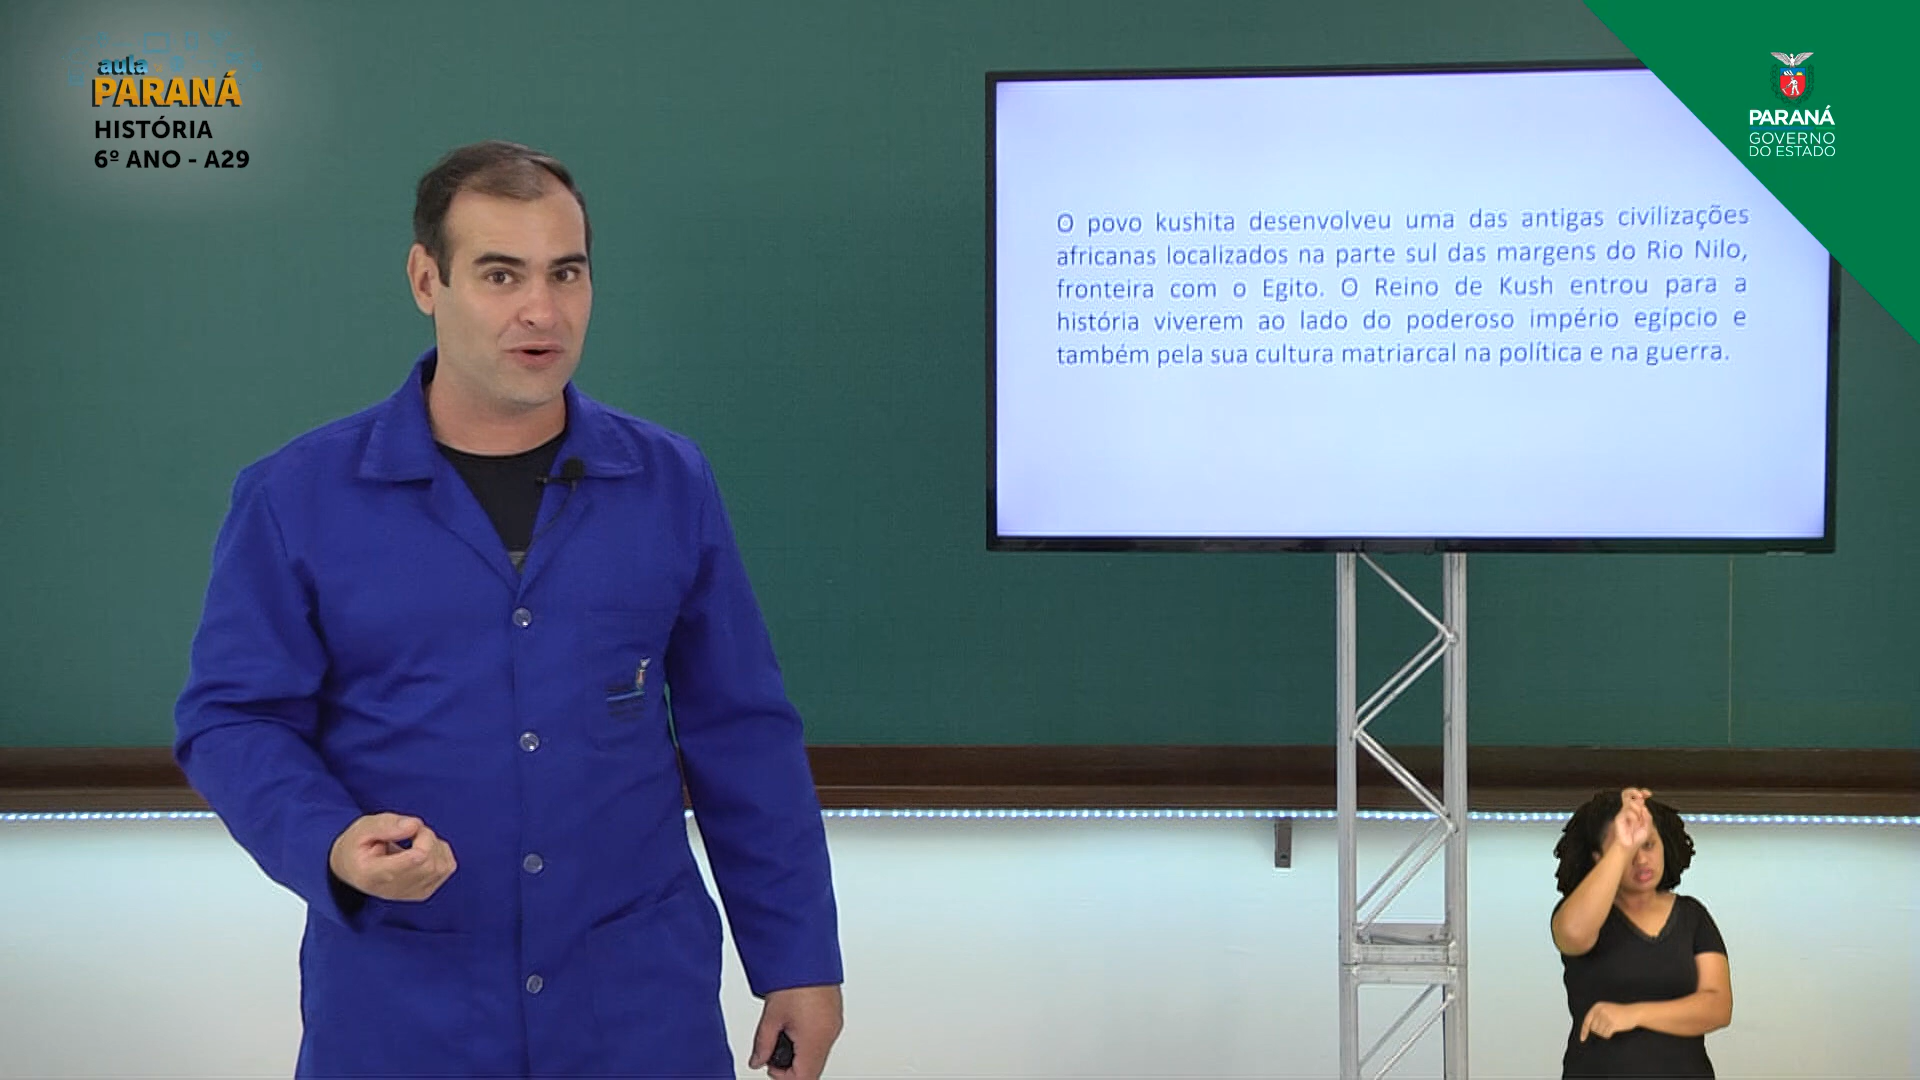 aula
PARANÁ
HISTÓRIA
6º ANO - A29
PARANÁ
GOVERNO
DO ESTADO
O povo kushita desenvolveu uma das antigas civilizações
africanas localizados na parte sul das margens do Rio Nilo,
fronteira com o Egito. O Reino de Kush entrou para a
história viverem ao lado do poderoso império egípcio e
também pela sua cultura matriarcal na política e na guerra.